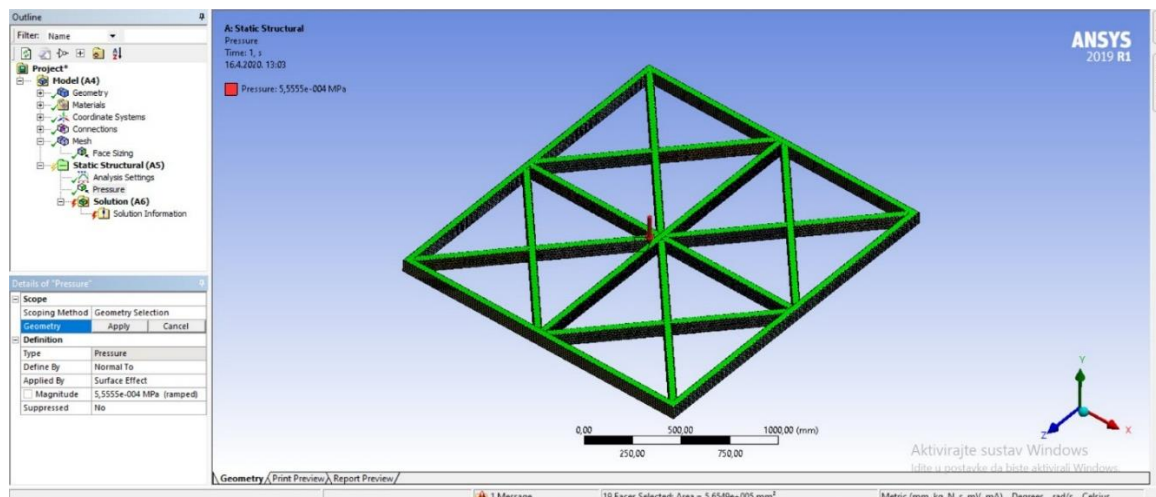 Outline
Filter: Name
Project*
Model (A4)
Geometry
Materials
Coordinate Systems
Connections
Mesh
Face Sizing
Static Structural (A5)
Analysis Settings
Pressure
Solution (A6)
Solution Information
Details of "Pressure"
Scope
Scoping Method Geometry Selection
Geometry Apply Cancel
Definition
Type Pressure
Define By Normal To
Applied By Surface Effect
Magnitude 5,5555e-004 MPa (ramped)
Suppressed No
A: Static Structural
Pressure
Time: 1, s
16.4.2020. 13:03
Pressure: 5,5555e-004 MPa
ANSYS
2019 R1
0,00 500,00 1000,00 (mm)
250,00 750,00
Y
Z X
Aktivirajte sustav Windows
Idite u postavke da biste aktivirali Windows.
Geometry Print Preview Report Preview
1 Message 19 Faces Selected: Area = 5,6549e+005 mm² Metric (mm, kg, N, s, mV, mA) Degrees rad/s Celsius